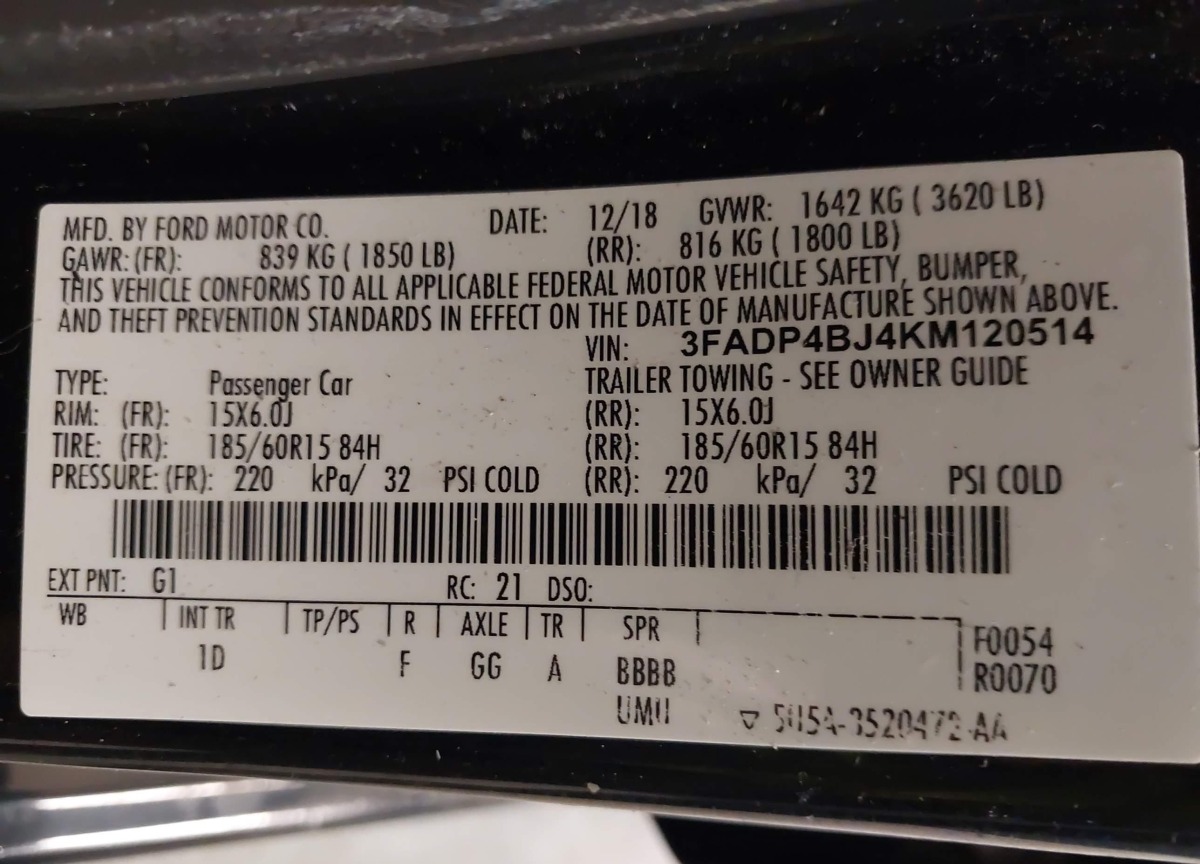 MFD. BY FORD MOTOR CO. DATE: 12/18 GVWR: 1642 KG ( 3620 LB)
GAWR: (FR): 839 KG ( 1850 LB) (RR): 816 KG ( 1800 LB)
THIS VEHICLE CONFORMS TO ALL APPLICABLE FEDERAL MOTOR VEHICLE SAFETY, BUMPER,
AND THEFT PREVENTION STANDARDS IN EFFECT ON THE DATE OF MANUFACTURE SHOWN ABOVE.
VIN: 3FADP4BJ4KM120514
TYPE: Passenger Car TRAILER TOWING - SEE OWNER GUIDE
RIM: (FR): 15X6.0J (RR): 15X6.0J
TIRE: (FR): 185/60R15 84H (RR): 185/60R15 84H
PRESSURE: (FR): 220 kPa/ 32 PSI COLD (RR): 220 kPa/ 32 PSI COLD
EXT PNT: G1 RC: 21 DSO:
WB INT TR TP/PS R AXLE TR SPR F0054
1D F GG A BBBB R0070